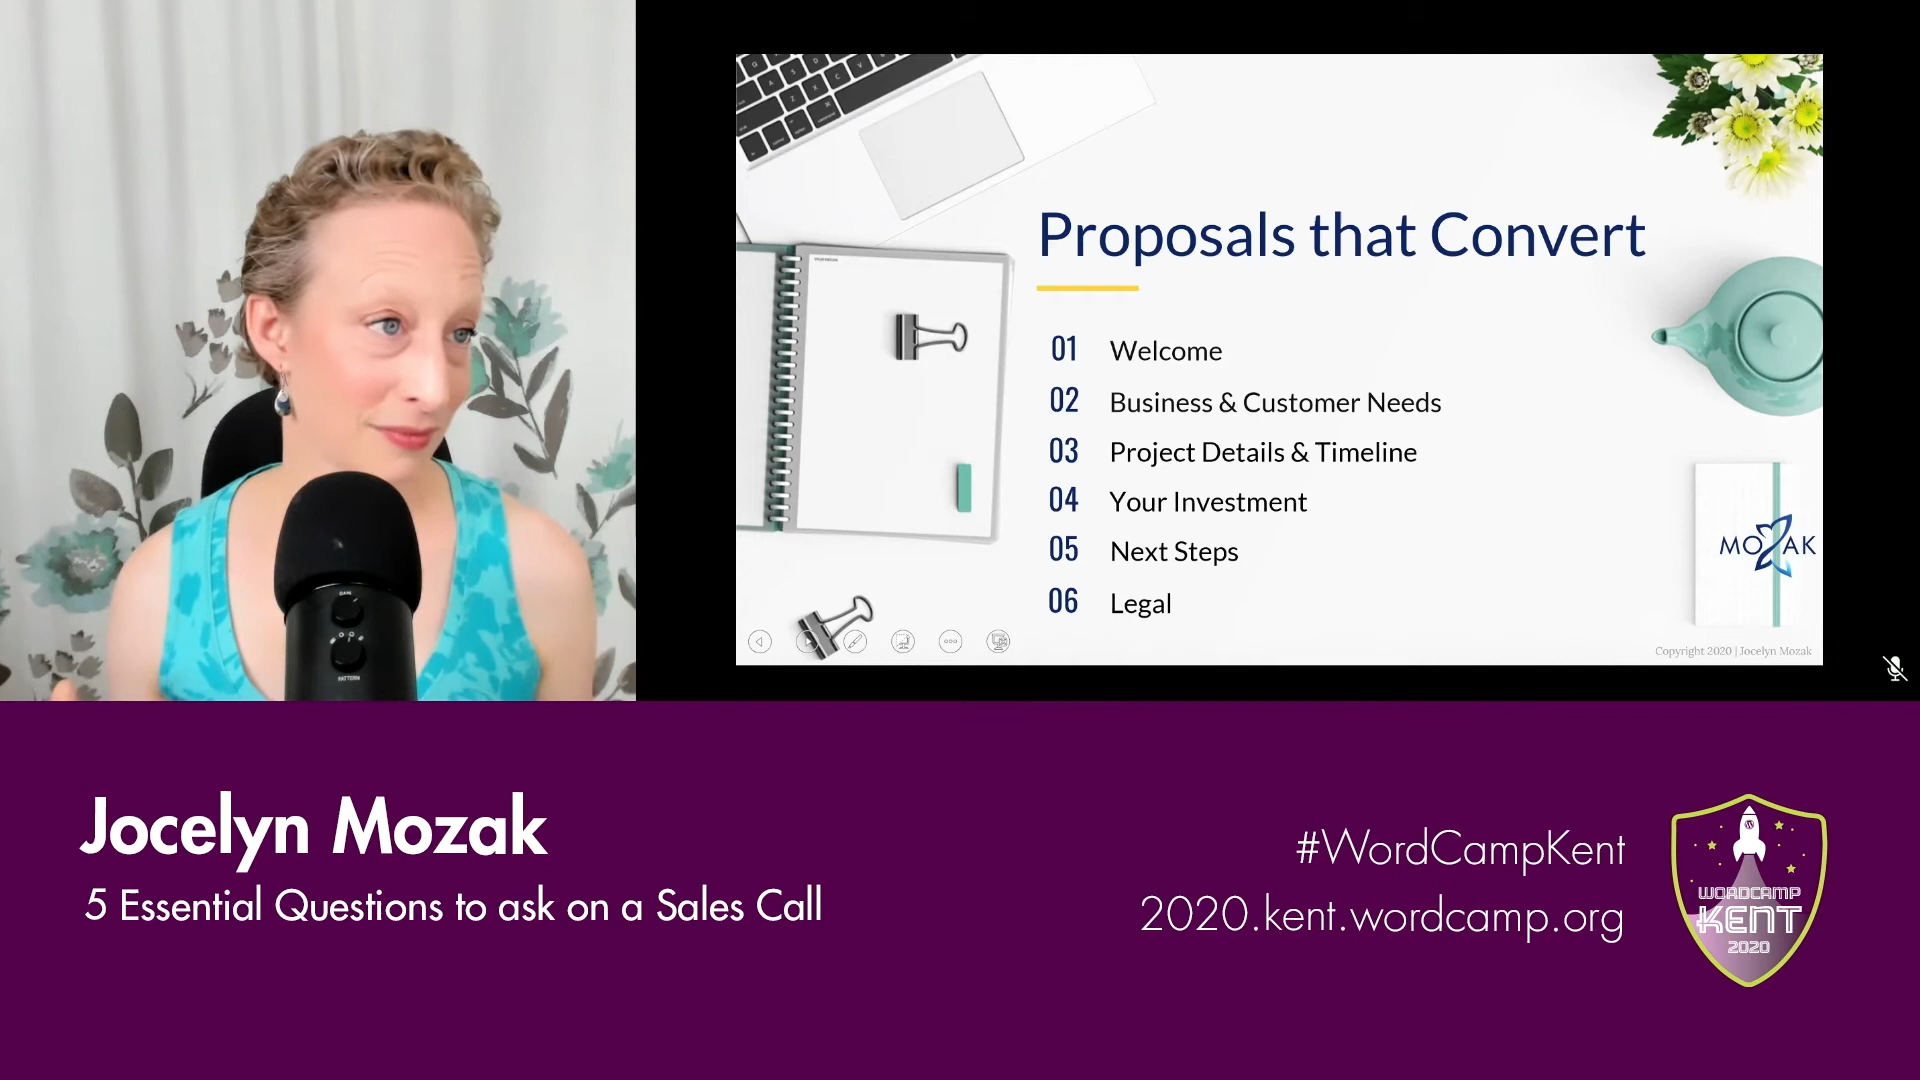 Proposals that Convert
01 Welcome
02 Business & Customer Needs
03 Project Details & Timeline
04 Your Investment
05 Next Steps
06 Legal
MOZAK
Copyright 2020 | Jocelyn Mozak
GAIN
PATTERN
Jocelyn Mozak
5 Essential Questions to ask on a Sales Call
#WordCampKent
2020.kent.wordcamp.org
WORDCAMP
KENT
2020